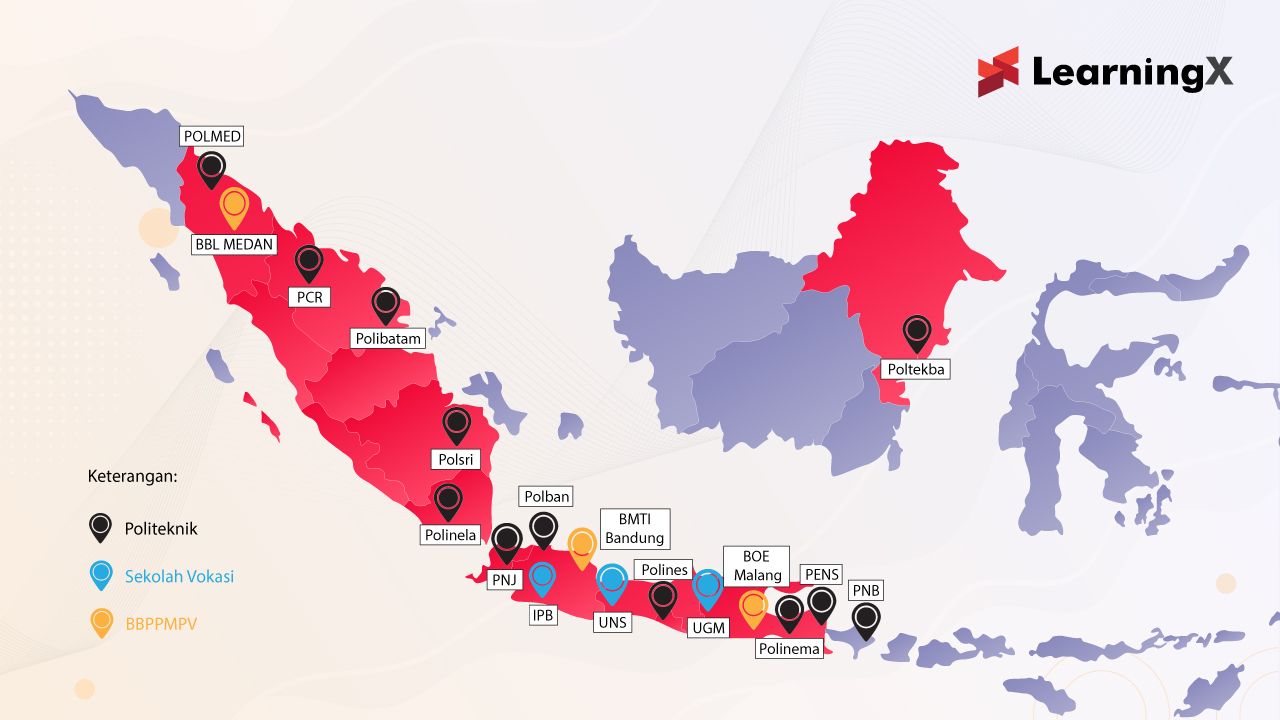 LearningX
POLMED
BBL MEDAN
PCR
Polibatam
Poltekba
Polsri
Keterangan:
Politeknik
Sekolah Vokasi
BBPPMPV
Polinela
Polban
BMTI
Bandung
PNJ
IPB
UNS
Polines
UGM
BOE
Malang
PENS
PNB
Polinema